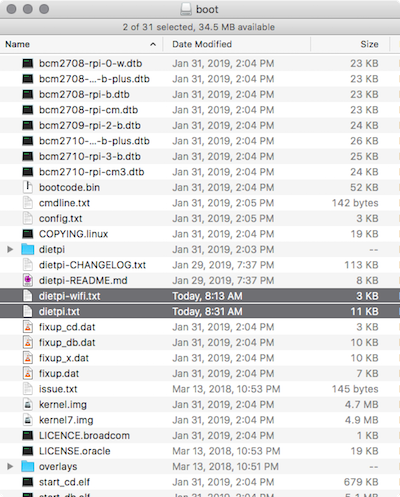 boot
2 of 31 selected, 34.5 MB available
Name Date Modified Size
bcm2708-rpi-0-w.dtb Jan 31, 2019, 2:04 PM 23 KB
bcm2708-...-b-plus.dtb Jan 31, 2019, 2:04 PM 23 KB
bcm2708-rpi-b.dtb Jan 31, 2019, 2:04 PM 23 KB
bcm2708-rpi-cm.dtb Jan 31, 2019, 2:04 PM 23 KB
bcm2709-rpi-2-b.dtb Jan 31, 2019, 2:04 PM 24 KB
bcm2710-...-b-plus.dtb Jan 31, 2019, 2:04 PM 26 KB
bcm2710-rpi-3-b.dtb Jan 31, 2019, 2:04 PM 25 KB
bcm2710-rpi-cm3.dtb Jan 31, 2019, 2:04 PM 24 KB
bootcode.bin Jan 31, 2019, 2:04 PM 52 KB
cmdline.txt Jan 31, 2019, 2:05 PM 142 bytes
config.txt Jan 31, 2019, 2:05 PM 3 KB
COPYING.linux Jan 31, 2019, 2:04 PM 19 KB
dietpi Jan 31, 2019, 2:03 PM --
dietpi-CHANGELOG.txt Jan 29, 2019, 7:37 PM 113 KB
dietpi-README.md Jan 29, 2019, 7:37 PM 8 KB
dietpi-wifi.txt Today, 8:13 AM 3 KB
dietpi.txt Today, 8:31 AM 11 KB
fixup_cd.dat Jan 31, 2019, 2:04 PM 3 KB
fixup_db.dat Jan 31, 2019, 2:04 PM 10 KB
fixup_x.dat Jan 31, 2019, 2:04 PM 10 KB
fixup.dat Jan 31, 2019, 2:04 PM 7 KB
issue.txt Mar 13, 2018, 10:53 PM 145 bytes
kernel.img Jan 31, 2019, 2:04 PM 4.7 MB
kernel7.img Jan 31, 2019, 2:04 PM 4.9 MB
LICENCE.broadcom Jan 31, 2019, 2:04 PM 1 KB
LICENSE.oracle Mar 13, 2018, 10:53 PM 19 KB
overlays Mar 13, 2018, 10:51 PM --
start_cd.elf Jan 31, 2019, 2:04 PM 679 KB
start_db.elf Jan 31, 2019, 2:04 PM 5.1 MB